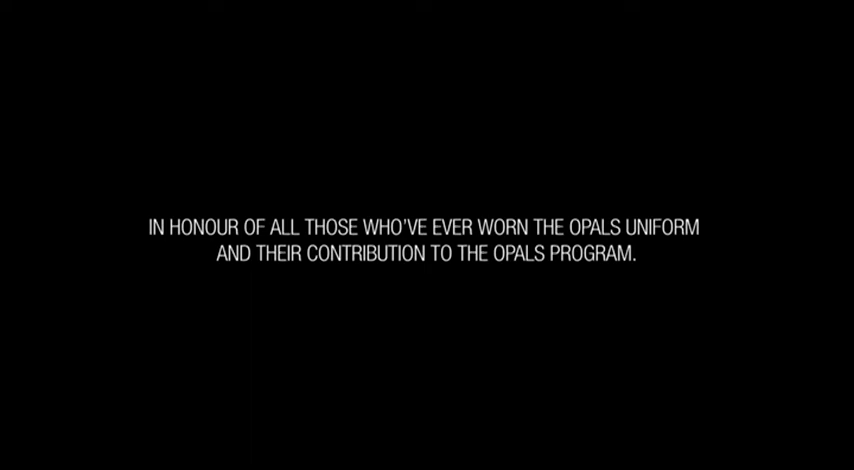 IN HONOUR OF ALL THOSE WHO'VE EVER WORN THE OPALS UNIFORM
AND THEIR CONTRIBUTION TO THE OPALS PROGRAM.